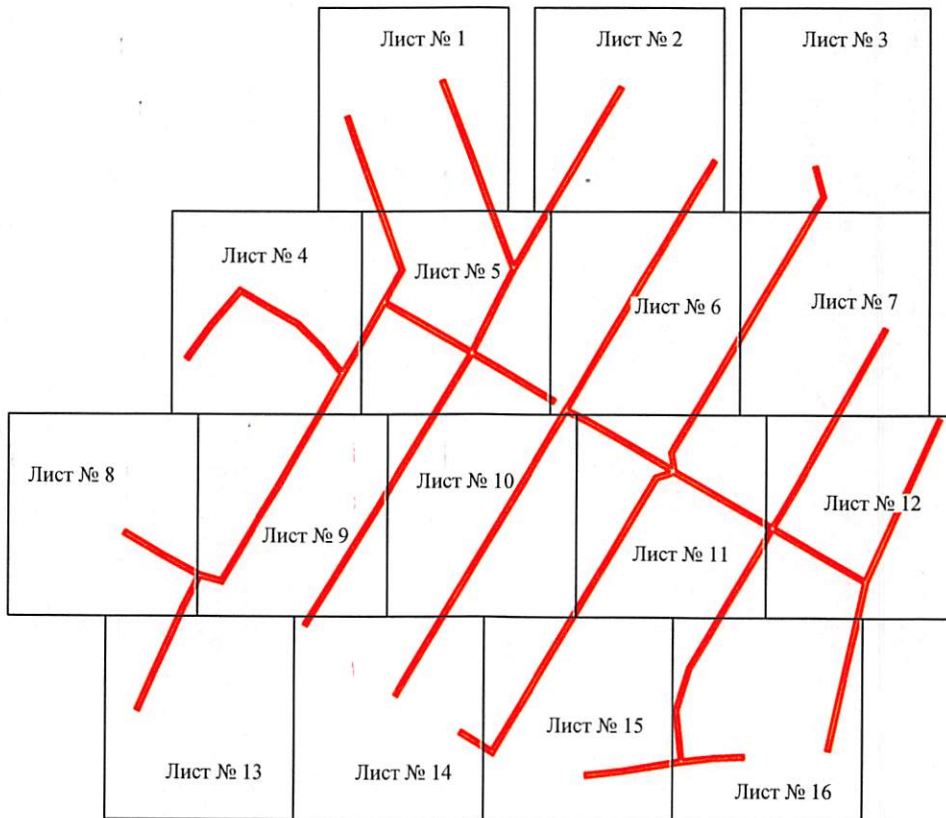 Лист № 1
Лист № 2
Лист № 3
Лист № 4
Лист № 5
Лист № 6
Лист № 7
Лист № 8
Лист № 9
Лист № 10
Лист № 11
Лист № 12
Лист № 13
Лист № 14
Лист № 15
Лист № 16